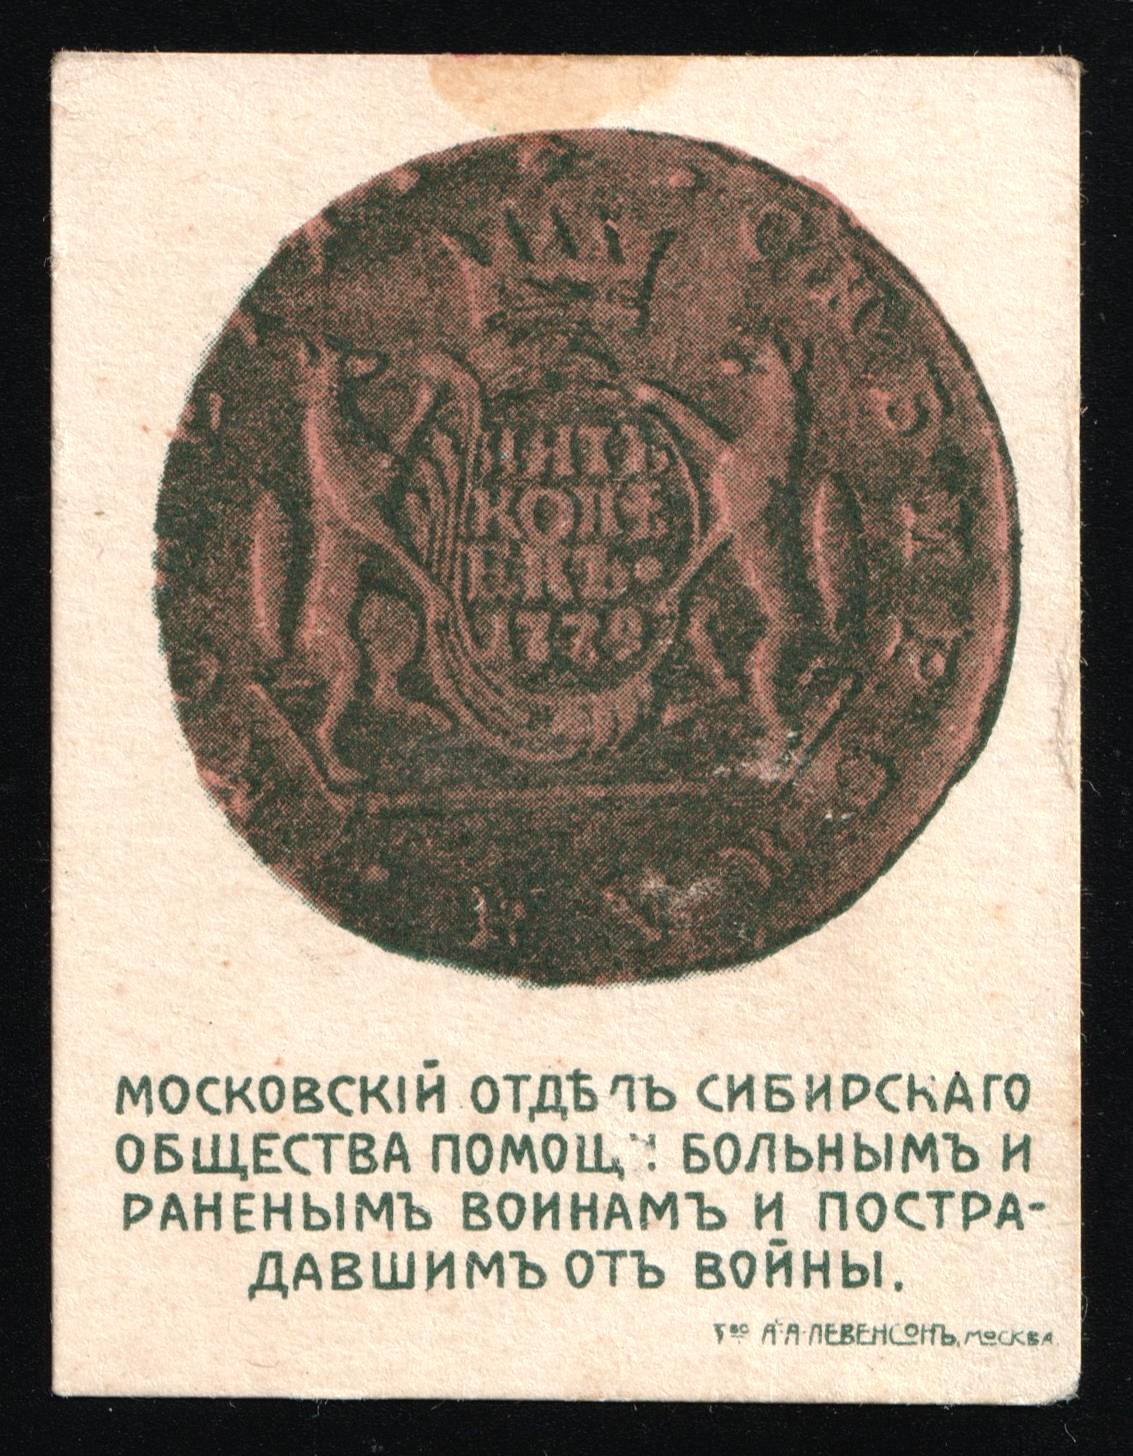 ПЯТЬ
КОПѢ
ЕКЪ
1779
МОСКОВСКІЙ ОТДѢЛЪ СИБИРСКАГО
ОБЩЕСТВА ПОМОЩИ БОЛЬНЫМЪ И
РАНЕНЫМЪ ВОИНАМЪ И ПОСТРА-
ДАВШИМЪ ОТЪ ВОЙНЫ.
Т-во А.А.ЛЕВЕНСОНЪ, МОСКВА.